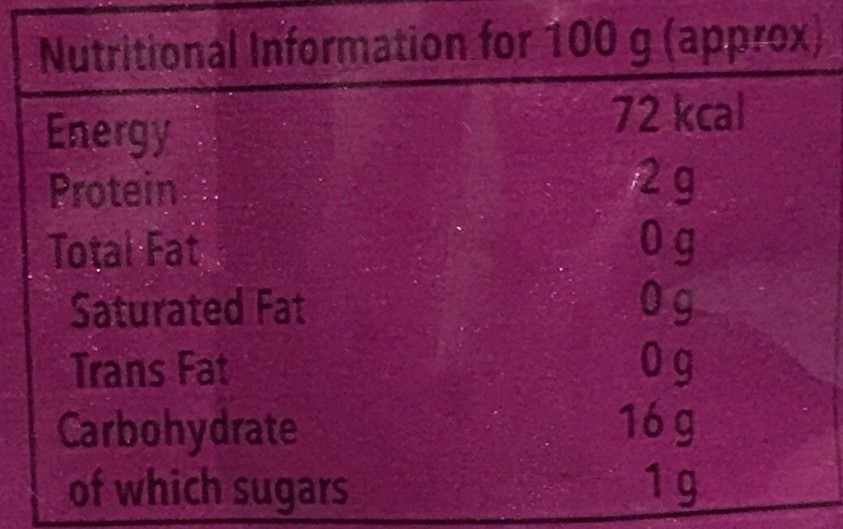 Nutritional Information for 100 g (approx)
Energy 72 kcal
Protein 2 g
Total Fat 0 g
Saturated Fat 0 g
Trans Fat 0 g
Carbohydrate 16 g
of which sugars 1 g